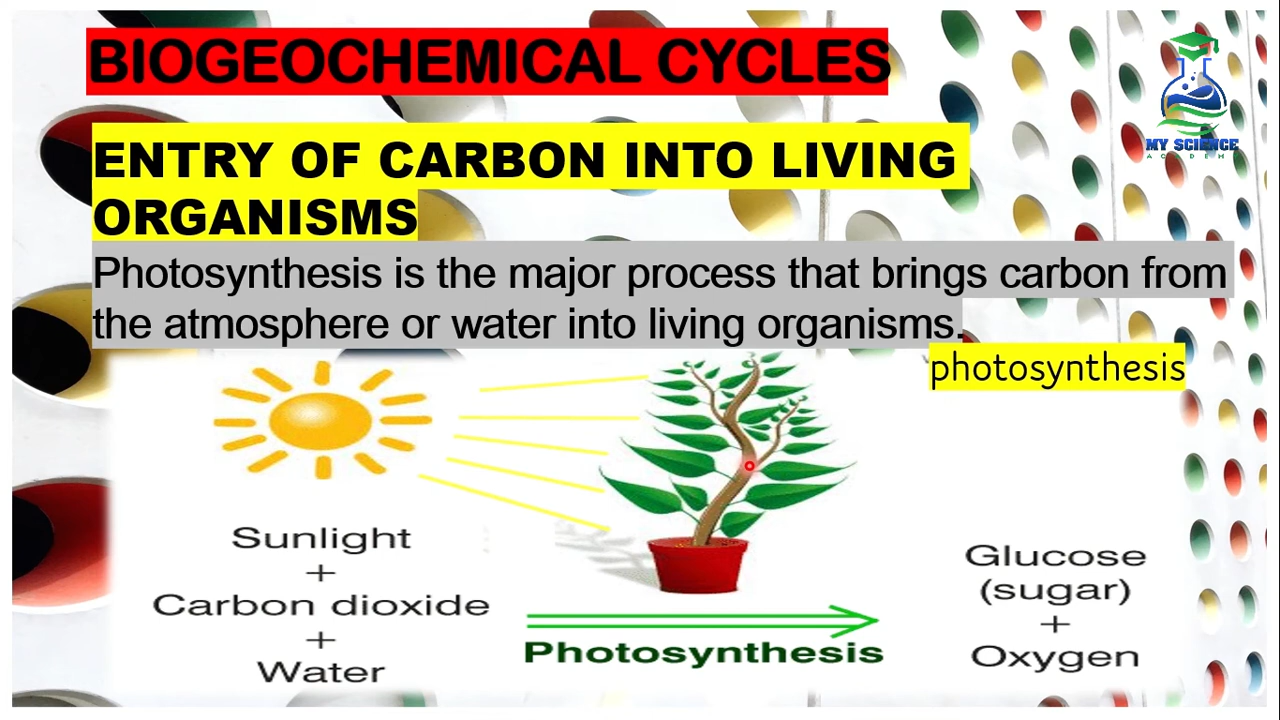 BIOGEOCHEMICAL CYCLES
MY SCIENCE
ACADEMY
ENTRY OF CARBON INTO LIVING
ORGANISMS
Photosynthesis is the major process that brings carbon from
the atmosphere or water into living organisms.
photosynthesis
Sunlight
+
Carbon dioxide
+
Water
Photosynthesis
Glucose
(sugar)
+
Oxygen